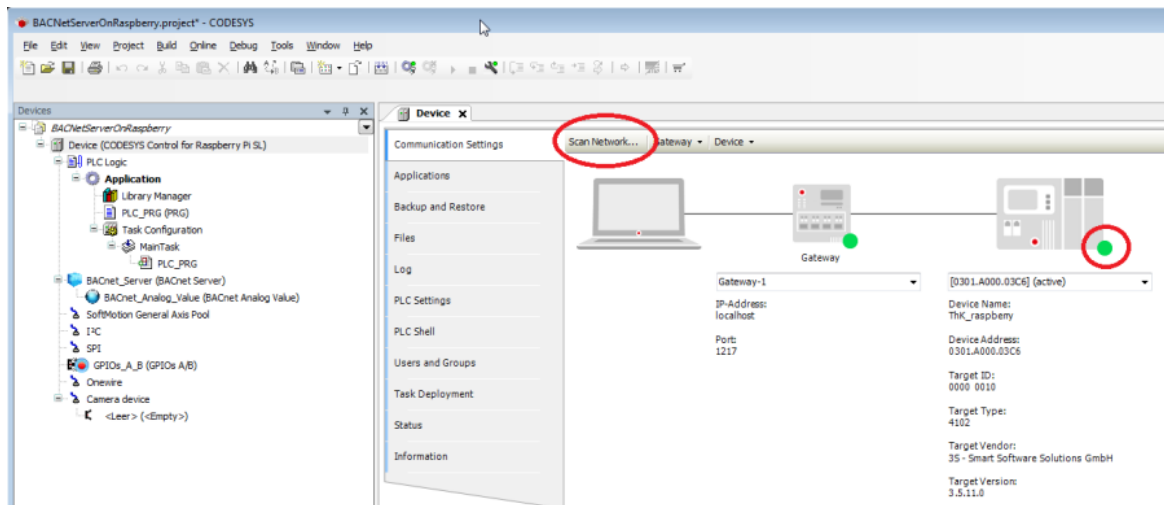 BACNetServerOnRaspberry.project* - CODESYS
File Edit View Project Build Online Debug Tools Window Help
Devices
BACNetServerOnRaspberry
Device (CODESYS Control for Raspberry Pi SL)
PLC Logic
Application
Library Manager
PLC_PRG (PRG)
Task Configuration
MainTask
PLC_PRG
BACnet_Server (BACnet Server)
BACnet_Analog_Value (BACnet Analog Value)
SoftMotion General Axis Pool
I²C
SPI
GPIOs_A_B (GPIOs A/B)
Onewire
Camera device
<Leer> (<Empty>)
Device
Communication Settings
Applications
Backup and Restore
Files
Log
PLC Settings
PLC Shell
Users and Groups
Task Deployment
Status
Information
Scan Network... Gateway Device
Gateway
Gateway-1
IP-Address:
localhost
Port:
1217
[0301.A000.03C6] (active)
Device Name:
ThK_raspberry
Device Address:
0301.A000.03C6
Target ID:
0000 0010
Target Type:
4102
Target Vendor:
3S - Smart Software Solutions GmbH
Target Version:
3.5.11.0